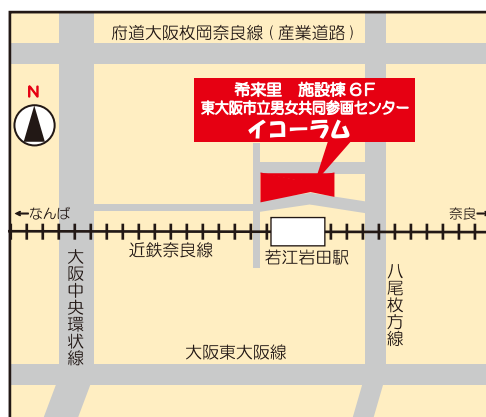 府道大阪枚岡奈良線(産業道路)
N
希来里 施設棟6F
東大阪市立男女共同参画センター
イコーラム
←なんば
奈良←
近鉄奈良線
若江岩田駅
大阪中央環状線
八尾枚方線
大阪東大阪線